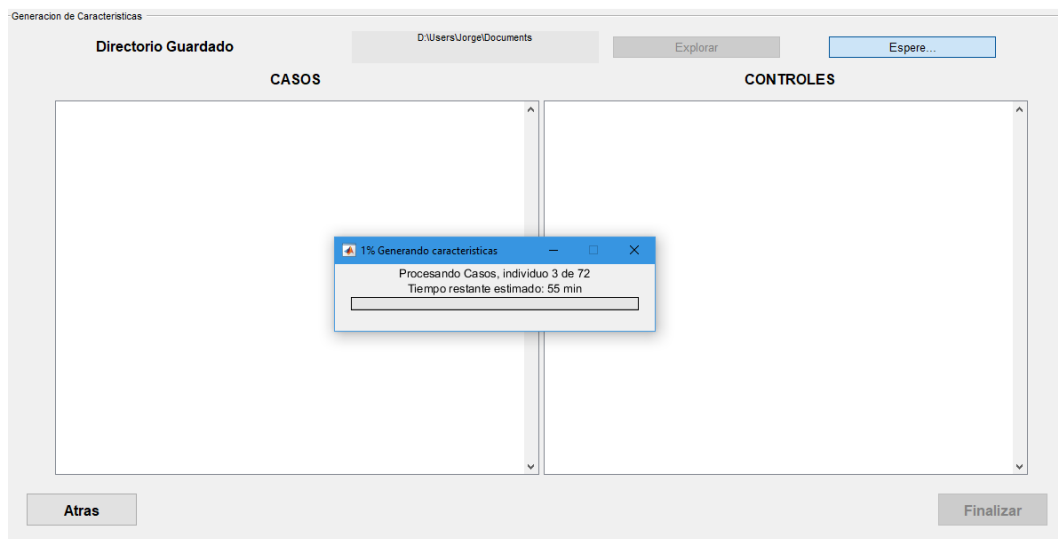 Generacion de Caracteristicas
Directorio Guardado
D:\Users\Jorge\Documents
Explorar
Espere...
CASOS
CONTROLES
1% Generando caracteristicas
Procesando Casos, individuo 3 de 72
Tiempo restante estimado: 55 min
Atras
Finalizar